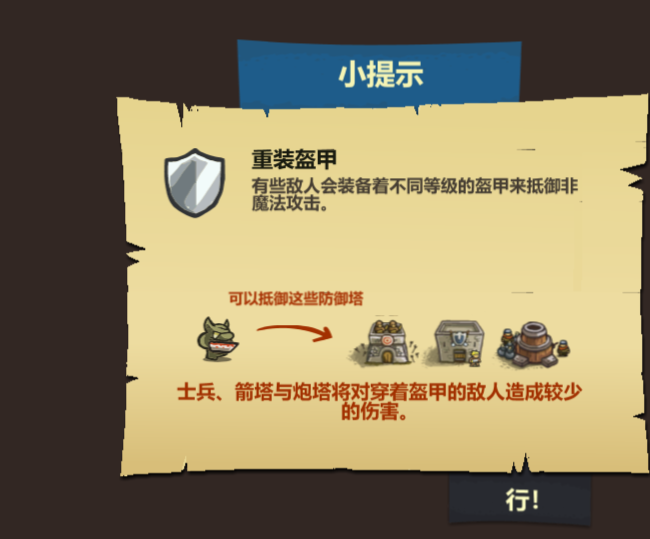 小提示
重装盔甲
有些敌人会装备着不同等级的盔甲来抵御非
魔法攻击。
可以抵御这些防御塔
士兵、箭塔与炮塔将对穿着盔甲的敌人造成较少
的伤害。
行!